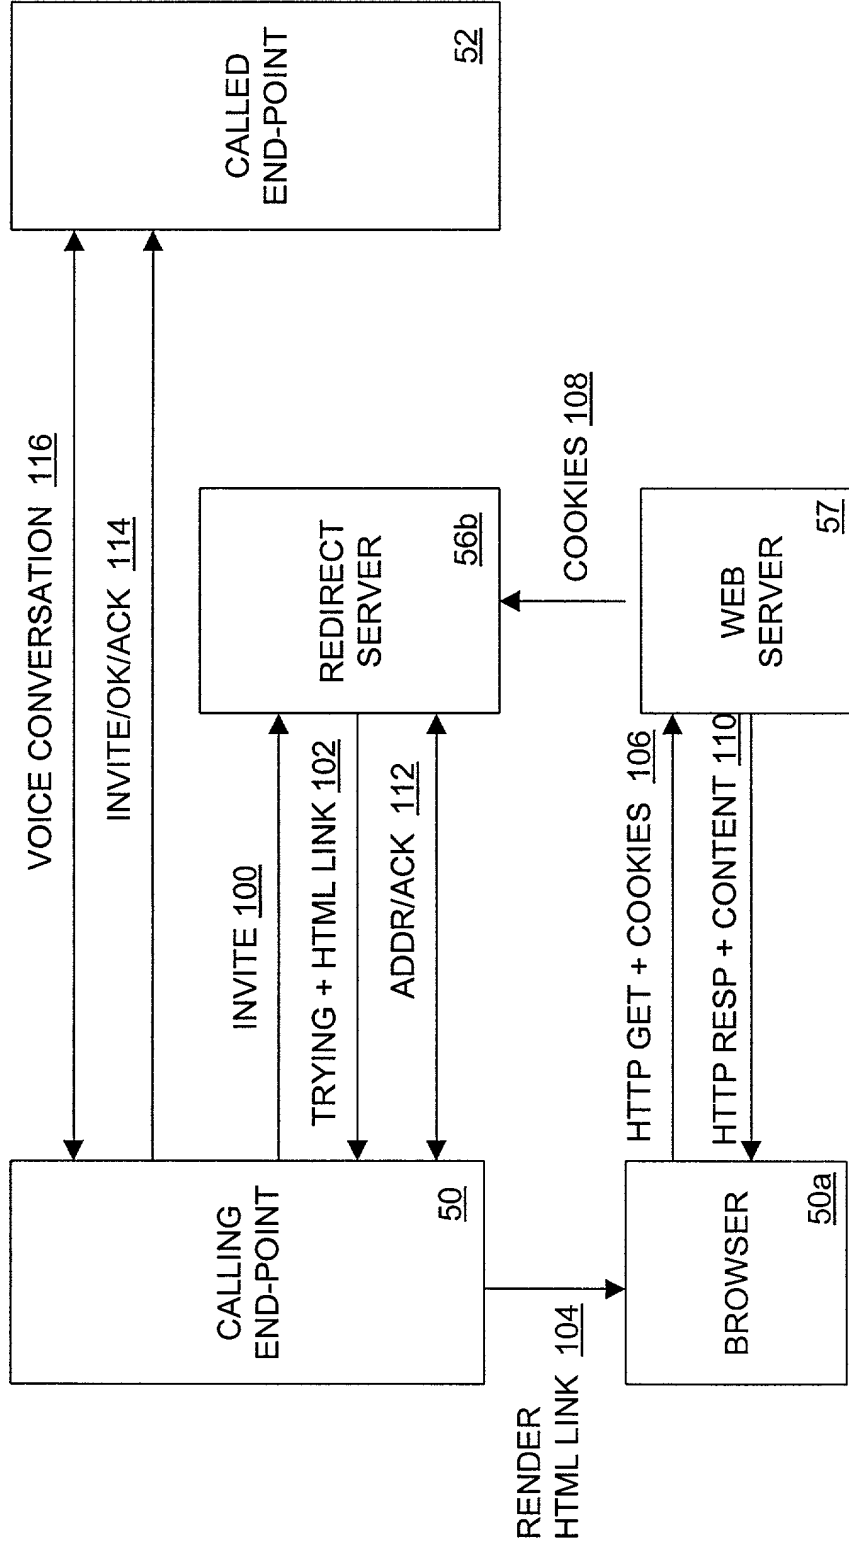 VOICE CONVERSATION 116
INVITE/OK/ACK 114
CALLING
END-POINT
50
INVITE 100
TRYING + HTML LINK 102
ADDR/ACK 112
REDIRECT
SERVER
56b
CALLED
END-POINT
52
RENDER
HTML LINK 104
COOKIES 108
BROWSER
50a
HTTP GET + COOKIES 106
HTTP RESP + CONTENT 110
WEB
SERVER
57